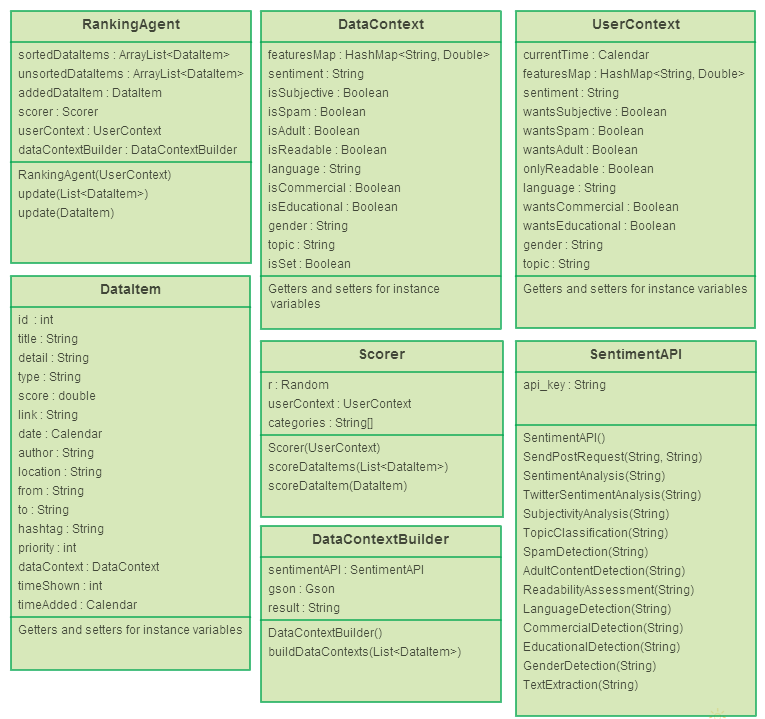 RankingAgent
sortedDataItems : ArrayList<DataItem>
unsortedDataItems : ArrayList<DataItem>
addedDataItem : DataItem
scorer : Scorer
userContext : UserContext
dataContextBuilder : DataContextBuilder
RankingAgent(UserContext)
update(List<DataItem>)
update(DataItem)
DataContext
featuresMap : HashMap<String, Double>
sentiment : String
isSubjective : Boolean
isSpam : Boolean
isAdult : Boolean
isReadable : Boolean
language : String
isCommercial : Boolean
isEducational : Boolean
gender : String
topic : String
isSet : Boolean
Getters and setters for instance
variables
UserContext
currentTime : Calendar
featuresMap : HashMap<String, Double>
sentiment : String
wantsSubjective : Boolean
wantsSpam : Boolean
wantsAdult : Boolean
onlyReadable : Boolean
language : String
wantsCommercial : Boolean
wantsEducational : Boolean
gender : String
topic : String
Getters and setters for instance variables
DataItem
id : int
title : String
detail : String
type : String
score : double
link : String
date : Calendar
author : String
location : String
from : String
to : String
hashtag : String
priority : int
dataContext : DataContext
timeShown : int
timeAdded : Calendar
Getters and setters for instance variables
Scorer
r : Random
userContext : UserContext
categories : String[]
Scorer(UserContext)
scoreDataItems(List<DataItem>)
scoreDataItem(DataItem)
DataContextBuilder
sentimentAPI : SentimentAPI
gson : Gson
result : String
DataContextBuilder()
buildDataContexts(List<DataItem>)
SentimentAPI
api_key : String
SentimentAPI()
SendPostRequest(String, String)
SentimentAnalysis(String)
TwitterSentimentAnalysis(String)
SubjectivityAnalysis(String)
TopicClassification(String)
SpamDetection(String)
AdultContentDetection(String)
ReadabilityAssessment(String)
LanguageDetection(String)
CommercialDetection(String)
EducationalDetection(String)
GenderDetection(String)
TextExtraction(String)